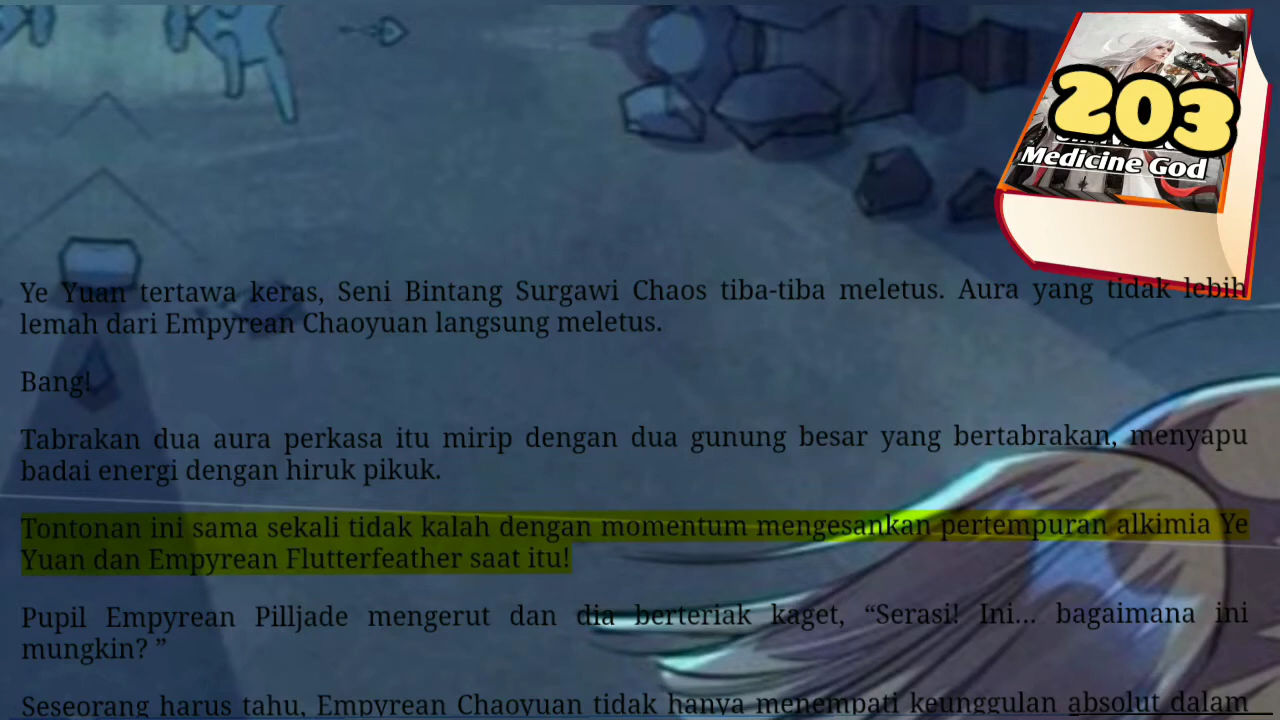 203
Medicine God
Ye Yuan tertawa keras, Seni Bintang Surgawi Chaos tiba-tiba meletus. Aura yang tidak lebih
lemah dari Empyrean Chaoyuan langsung meletus.
Bang!
Tabrakan dua aura perkasa itu mirip dengan dua gunung besar yang bertabrakan, menyapu
badai energi dengan hiruk pikuk.
Tontonan ini sama sekali tidak kalah dengan momentum mengesankan pertempuran alkimia Ye
Yuan dan Empyrean Flutterfeather saat itu!
Pupil Empyrean Pilljade mengerut dan dia berteriak kaget, “Serasi! Ini... bagaimana ini
mungkin? ”
Seseorang harus tahu, Empyrean Chaoyuan tidak hanya menempati keunggulan absolut dalam